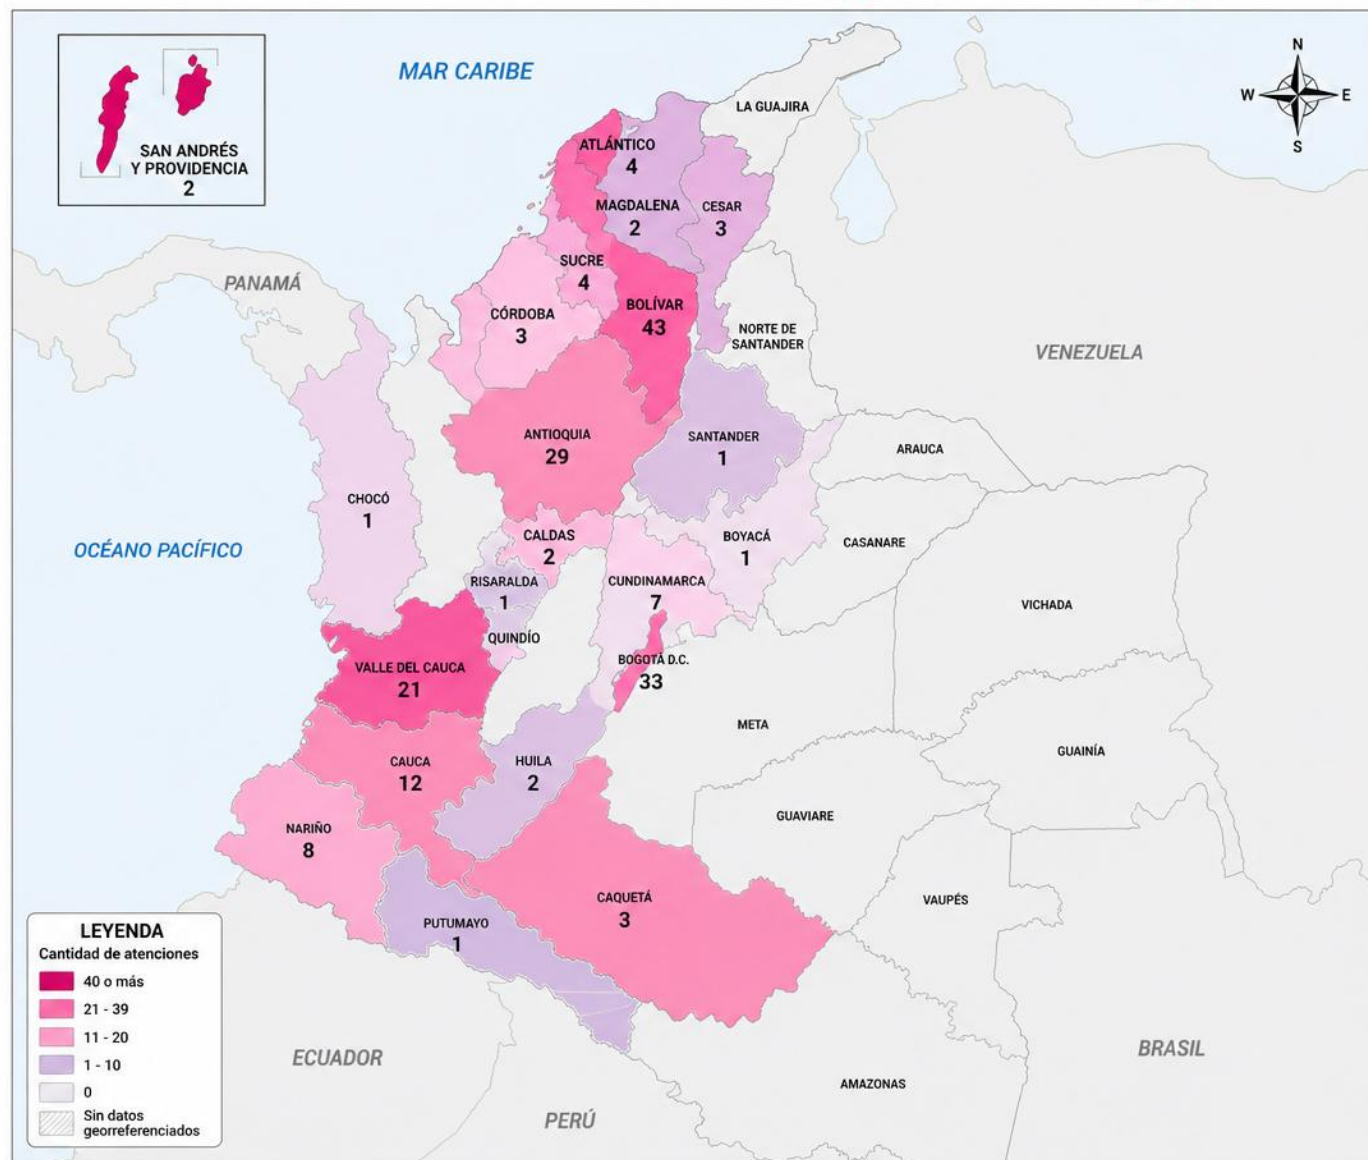 MAR CARIBE
N
W
E
S
SAN ANDRÉS
Y PROVIDENCIA
2
LA GUAJIRA
ATLÁNTICO
4
MAGDALENA
2
CESAR
3
PANAMÁ
SUCRE
4
BOLÍVAR
43
CÓRDOBA
3
NORTE DE
SANTANDER
VENEZUELA
ANTIOQUIA
29
SANTANDER
1
ARAUCA
CHOCÓ
1
OCÉANO PACÍFICO
CALDAS
2
BOYACÁ
1
CASANARE
RISARALDA
1
CUNDINAMARCA
7
VICHADA
QUINDÍO
VALLE DEL CAUCA
21
BOGOTÁ D.C.
33
META
GUAINÍA
CAUCA
12
HUILA
2
GUAVIARE
NARIÑO
8
CAQUETÁ
3
VAUPÉS
PUTUMAYO
1
LEYENDA
Cantidad de atenciones
40 o más
21 - 39
11 - 20
1 - 10
0
Sin datos
georreferenciados
ECUADOR
PERÚ
AMAZONAS
BRASIL